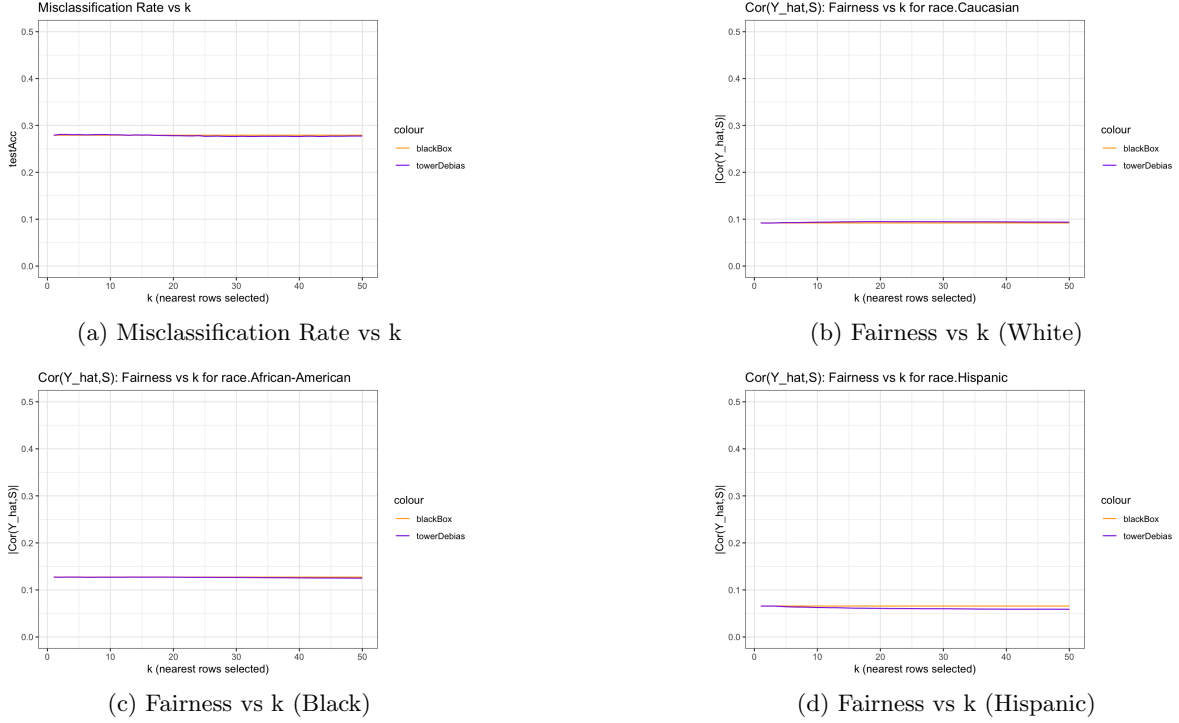 Misclassification Rate vs k
testAcc
0.5
0.4
0.3
0.2
0.1
0.0
0 10 20 30 40 50
k (nearest rows selected)
colour
blackBox
towerDebias
(a) Misclassification Rate vs k
Cor(Y_hat,S): Fairness vs k for race.Caucasian
|Cor(Y_hat,S)|
0.5
0.4
0.3
0.2
0.1
0.0
0 10 20 30 40 50
k (nearest rows selected)
colour
blackBox
towerDebias
(b) Fairness vs k (White)
Cor(Y_hat,S): Fairness vs k for race.African-American
|Cor(Y_hat,S)|
0.5
0.4
0.3
0.2
0.1
0.0
0 10 20 30 40 50
k (nearest rows selected)
colour
blackBox
towerDebias
(c) Fairness vs k (Black)
Cor(Y_hat,S): Fairness vs k for race.Hispanic
|Cor(Y_hat,S)|
0.5
0.4
0.3
0.2
0.1
0.0
0 10 20 30 40 50
k (nearest rows selected)
colour
blackBox
towerDebias
(d) Fairness vs k (Hispanic)